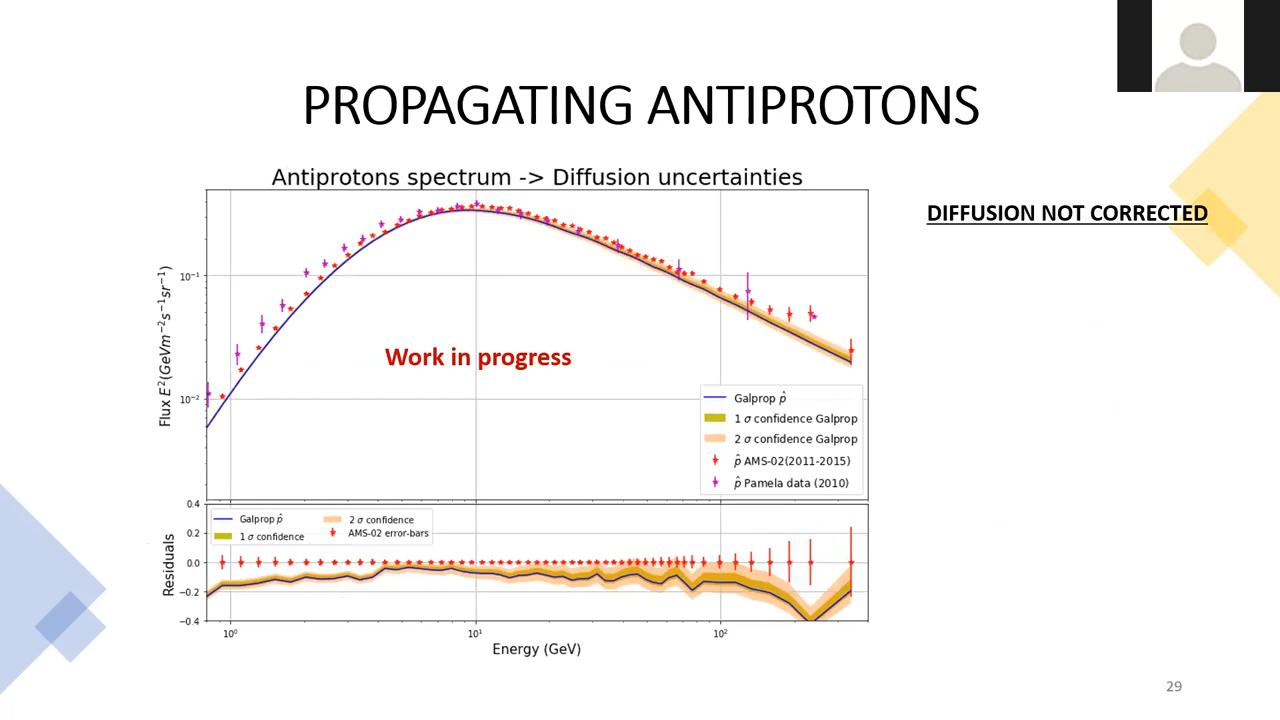 PROPAGATING ANTIPROTONS
Antiprotons spectrum -> Diffusion uncertainties
DIFFUSION NOT CORRECTED
Flux E²(GeVm⁻²s⁻¹sr⁻¹)
10⁻¹
10⁻²
Work in progress
Galprop p̂
1 σ confidence Galprop
2 σ confidence Galprop
p̂ AMS-02(2011-2015)
p̂ Pamela data (2010)
Residuals
0.4
0.2
0.0
−0.2
−0.4
Galprop p̂
1 σ confidence
2 σ confidence
AMS-02 error-bars
10⁰
10¹
10²
Energy (GeV)
29